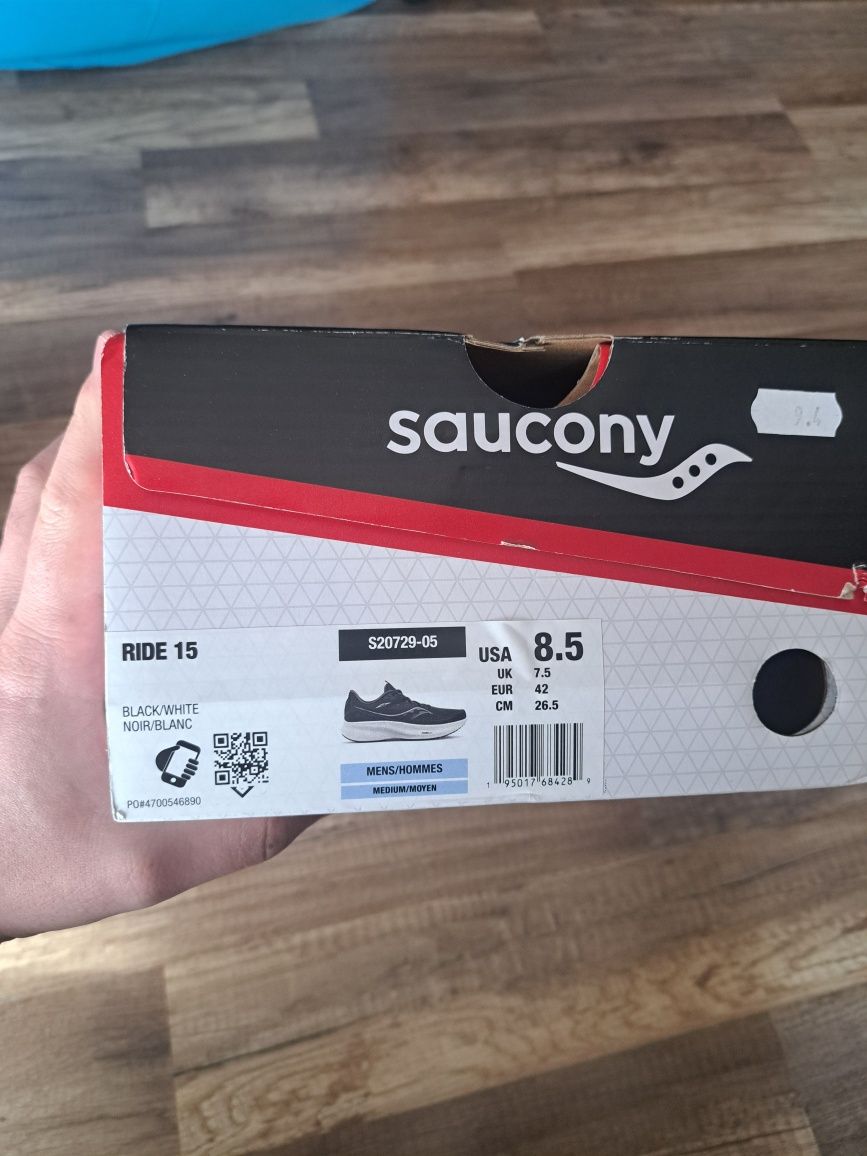 saucony
9.4
RIDE 15
S20729-05
USA 8.5
UK 7.5
EUR 42
CM 26.5
BLACK/WHITE
NOIR/BLANC
MENS/HOMMES
MEDIUM/MOYEN
PO#4700546890
1 95017 68428 9